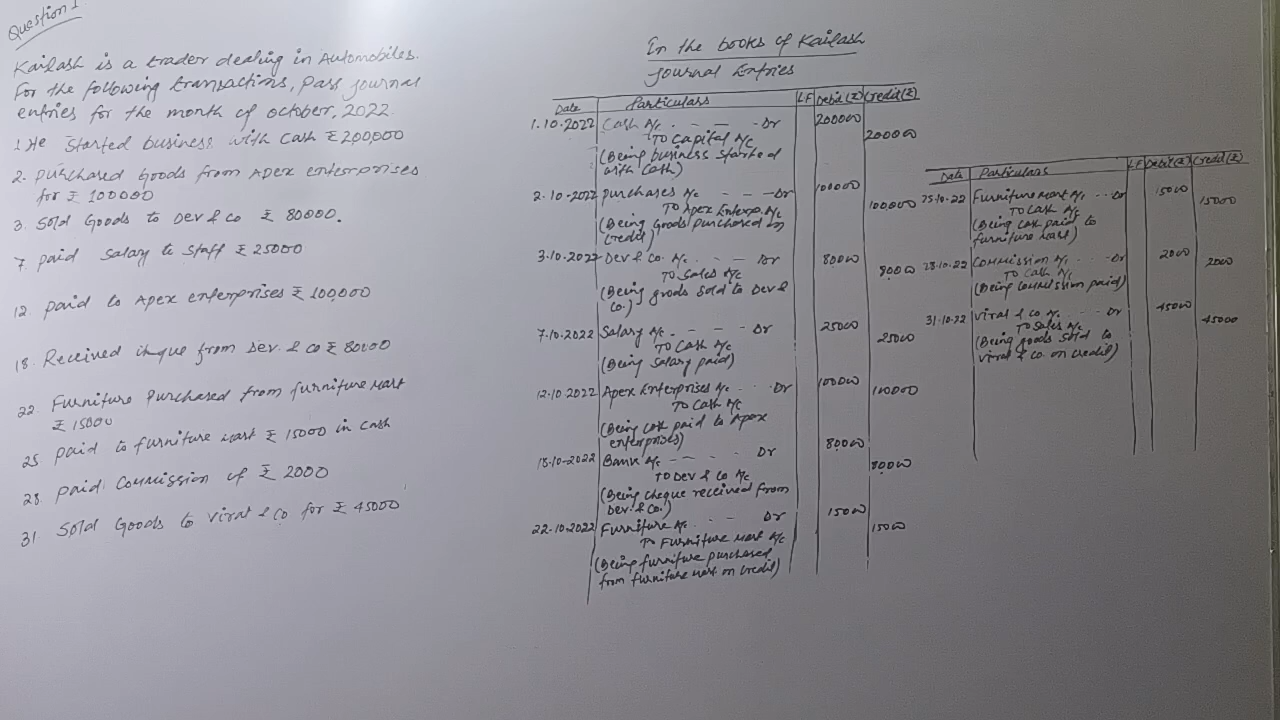 Question 1
Kailash is a trader dealing in Automobiles.
For the following transactions, Pass journal
entries for the month of october, 2022.
1. He Started business with Cash ₹ 200,000
2. purchased Goods from Apex enterprises
for ₹ 100000
3. Sold Goods to Dev & co ₹ 80000.
7. paid Salary to Staff ₹ 25000
12. paid to Apex enterprises ₹ 100,000
18. Received cheque from Dev. & Co ₹ 80000
22. Furniture Purchased from furniture mart
₹ 15000
25 paid to furniture mart ₹ 15000 in cash
28 paid Commission of ₹ 2000
31 Sold Goods to Viral & Co for ₹ 45000
In the books of Kailash
Journal Entries
Date Particulars LF Debit (₹) Credit (₹)
1.10.2022 Cash A/c. - - - Dr 200000
To Capital A/c 200000
(Being business started
with Cash)
2.10.2022 purchases A/c - - - Dr 100000
To Apex Enterp. A/c 100,000
(Being Goods purchased on
Credit)
3.10.2022 Dev & Co. A/c. - - Dr 80000
To Sales A/c 80000
(Being goods sold to Dev &
Co.)
7.10.2022 Salary A/c. - - - Dr 25000
To Cash A/c 25000
(Being Salary paid)
12.10.2022 Apex Enterprises A/c - . . Dr 100000
To Cash A/c 100000
(Being cash paid to Apex
enterprises)
18.10.2022 Bank A/c - - - . Dr 80000
To Dev & Co A/c 80000
(Being cheque received from
Dev. & Co.)
22.10.2022 Furniture A/c. . - Dr 15000
To Furniture Mart A/c 15000
(Being furniture purchased
from furniture mart on credit)
Date Particulars LF Debit (₹) Credit (₹)
25.10.22 Furniture mart A/c ... Dr 15000
To Cash A/c 15000
(Being cash paid to
furniture mart)
28.10.22 Commission A/c . . . Dr 2000
To Cash A/c 2000
(Being Commission paid)
31.10.22 Viral & Co A/c. . . Dr 45000
To Sales A/c 45000
(Being goods sold to
viral & Co. on credit)